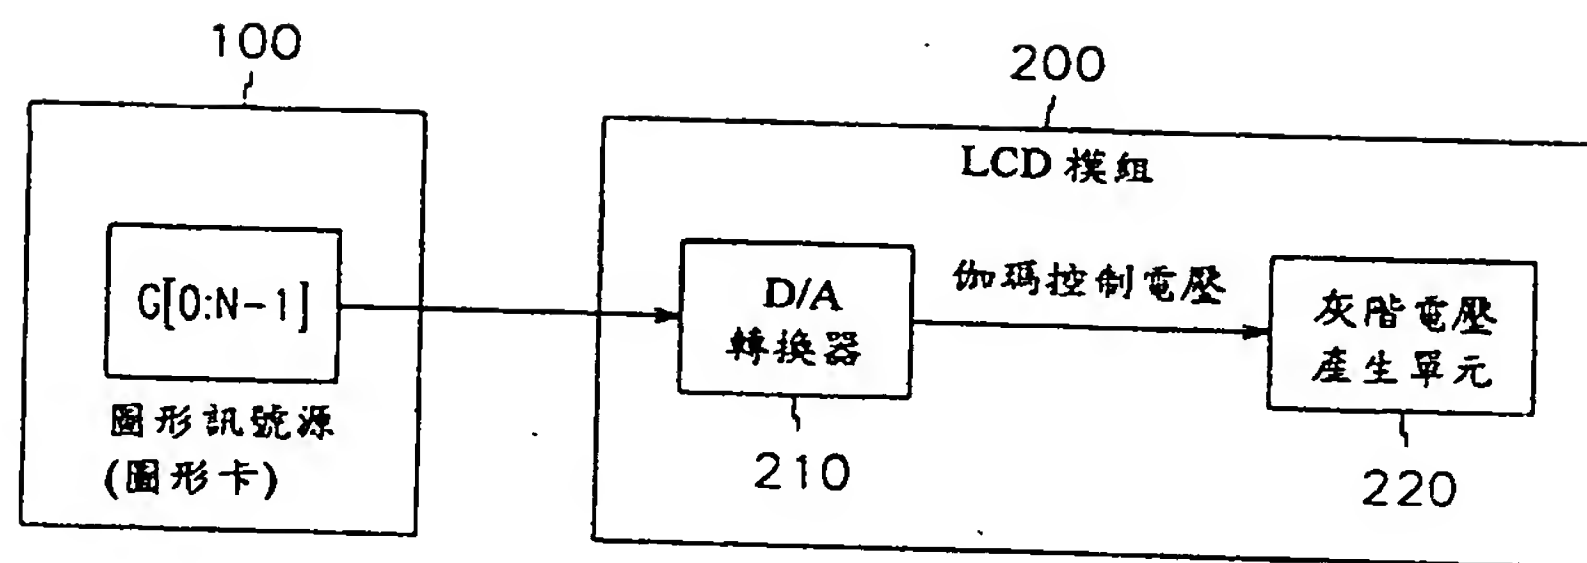 100
200
LCD 模組
G[0:N-1]
圖形訊號源
(圖形卡)
D/A
轉換器
伽瑪控制電壓
灰階電壓
產生單元
210
220